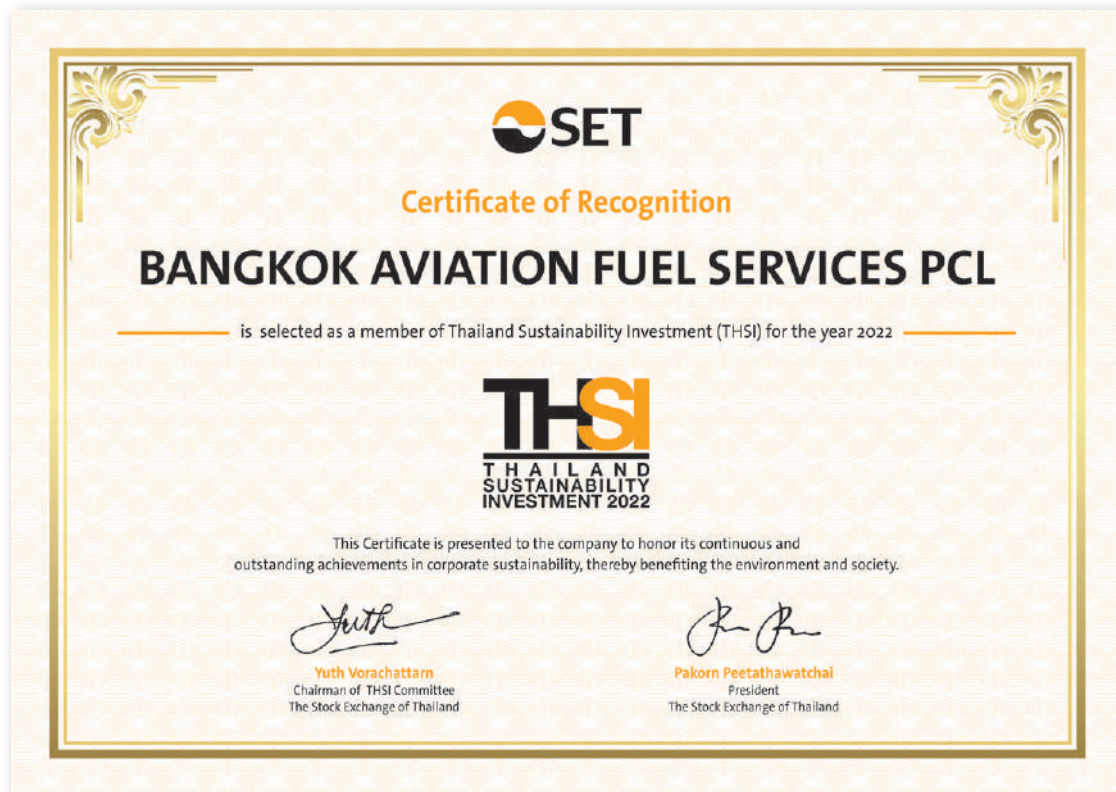 SET
Certificate of Recognition
BANGKOK AVIATION FUEL SERVICES PCL
is selected as a member of Thailand Sustainability Investment (THSI) for the year 2022
THSI
THAILAND
SUSTAINABILITY
INVESTMENT 2022
This Certificate is presented to the company to honor its continuous and
outstanding achievements in corporate sustainability, thereby benefiting the environment and society.
Yuth
Yuth Vorachattarn
Chairman of THSI Committee
The Stock Exchange of Thailand
Pakorn Peetathawatchai
President
The Stock Exchange of Thailand